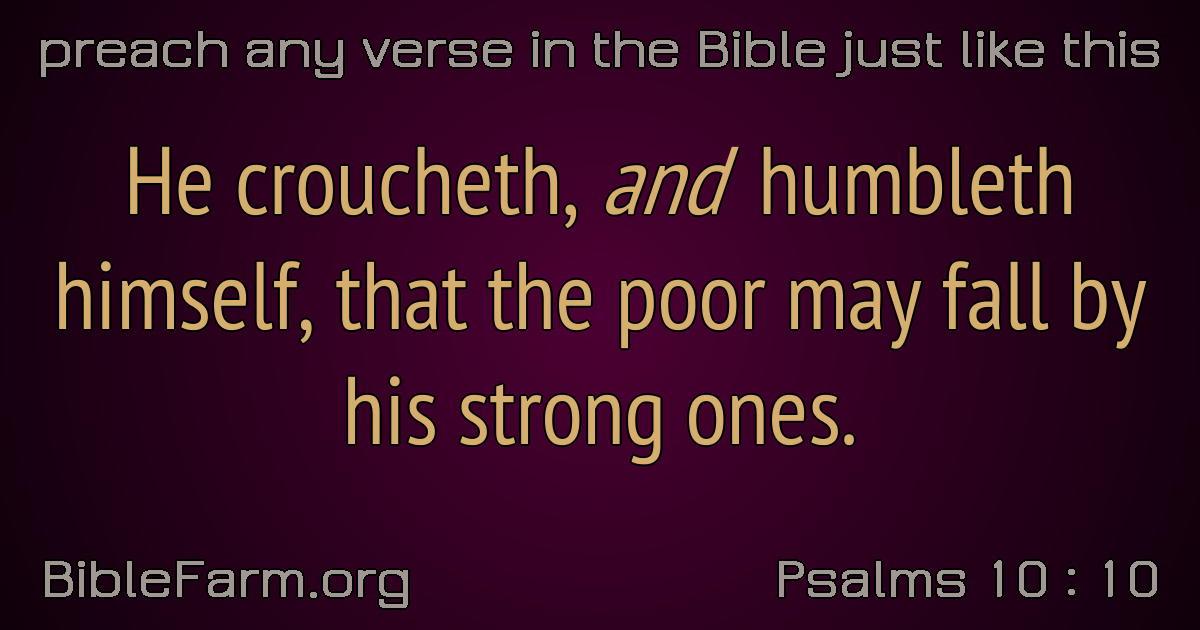 preach any verse in the Bible just like this
He croucheth, and humbleth
himself, that the poor may fall by
his strong ones.
BibleFarm.org
Psalms 10 : 10